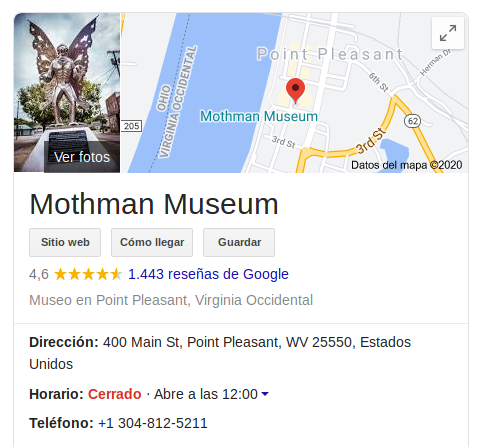 Ver fotos
OHIO
VIRGINIA OCCIDENTAL
Point Pleasant
Mothman Museum
205
62
6th St
Herman Dr
3rd St
3rd St
Datos del mapa ©2020
Mothman Museum
Sitio web
Cómo llegar
Guardar
4,6 1.443 reseñas de Google
Museo en Point Pleasant, Virginia Occidental
Dirección: 400 Main St, Point Pleasant, WV 25550, Estados
Unidos
Horario: Cerrado · Abre a las 12:00
Teléfono: +1 304-812-5211